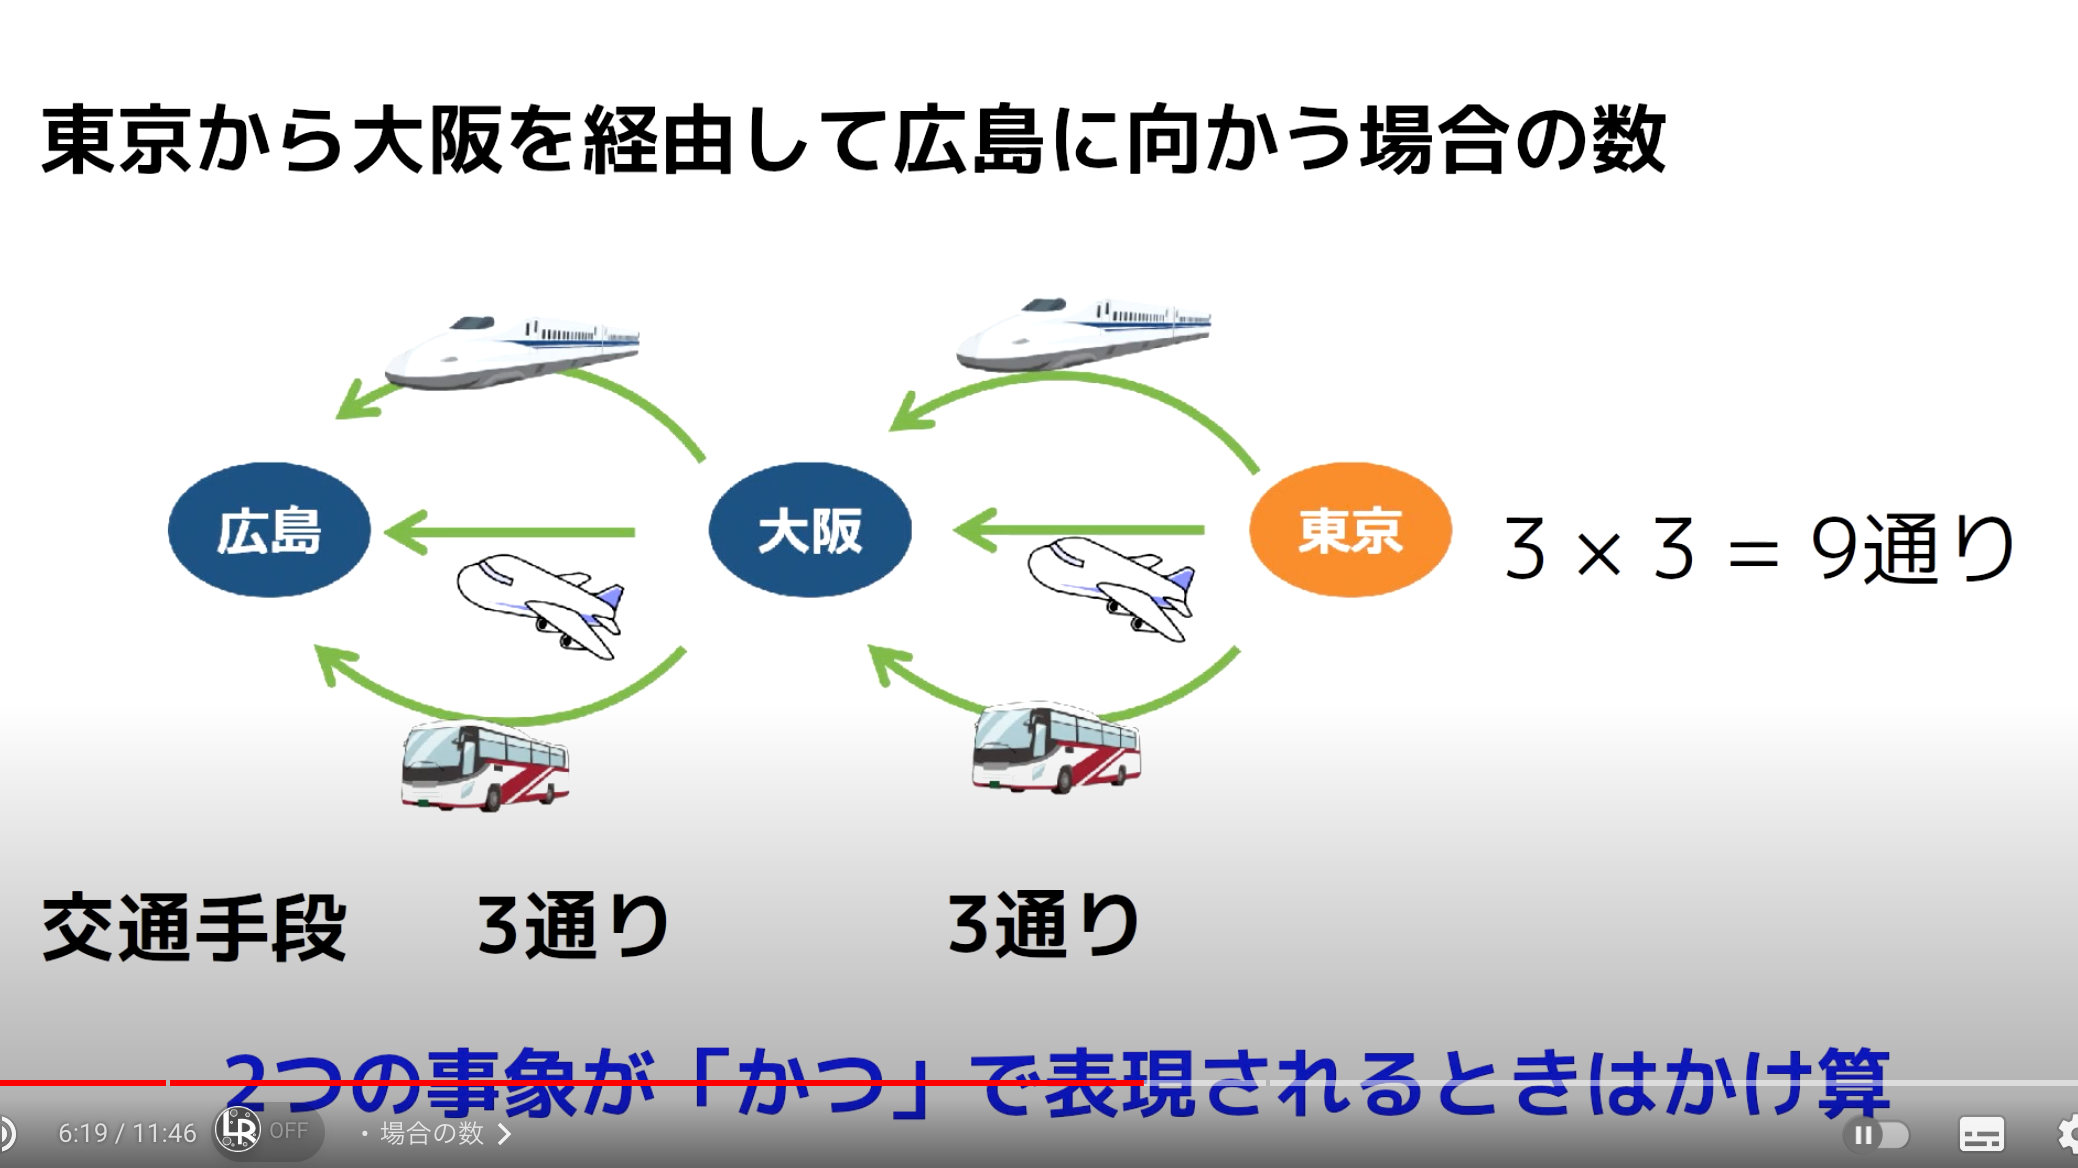 東京から大阪を経由して広島に向かう場合の数
広島
大阪
東京
3 × 3 = 9通り
交通手段 3通り 3通り
2つの事象が「かつ」で表現されるときはかけ算
6:19 / 11:46 LR OFF ・場合の数